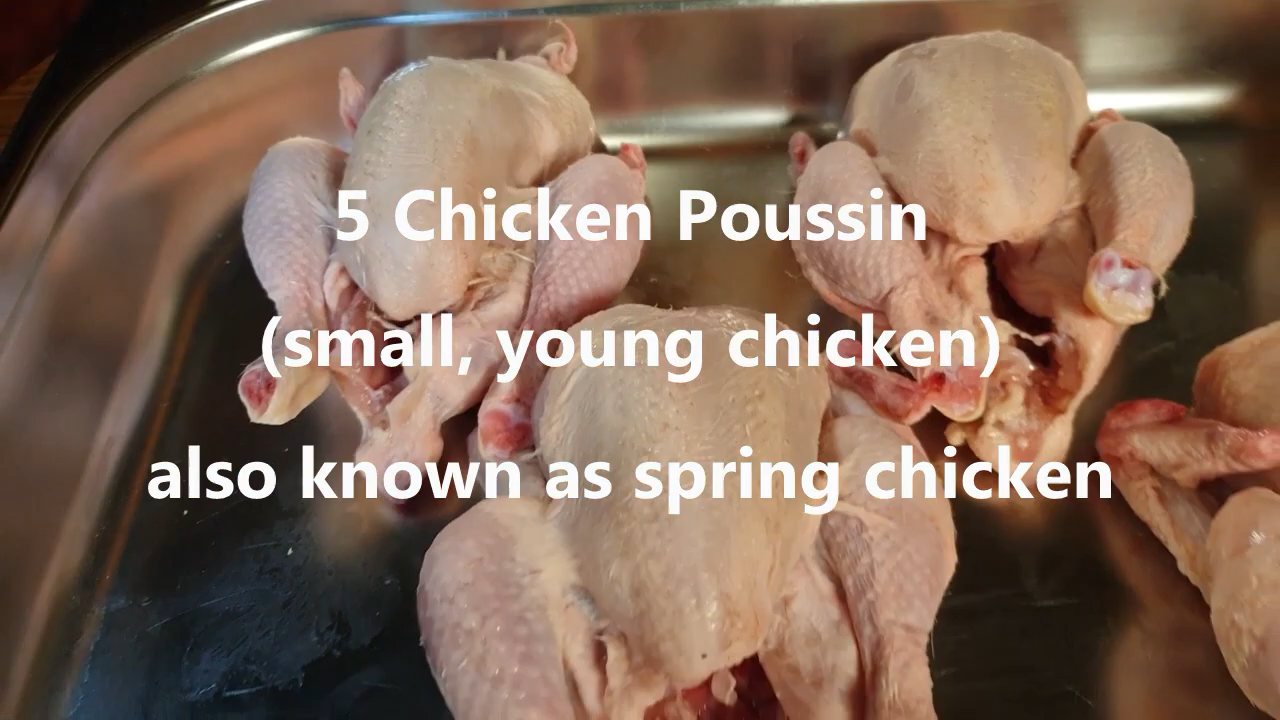 5 Chicken Poussin
(small, young chicken)
also known as spring chicken